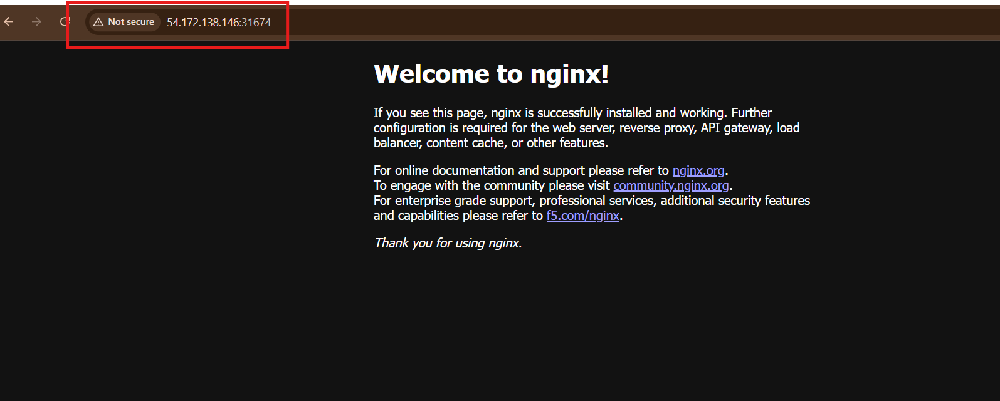 Not secure 54.172.138.146:31674
Welcome to nginx!
If you see this page, nginx is successfully installed and working. Further
configuration is required for the web server, reverse proxy, API gateway, load
balancer, content cache, or other features.
For online documentation and support please refer to nginx.org.
To engage with the community please visit community.nginx.org.
For enterprise grade support, professional services, additional security features
and capabilities please refer to f5.com/nginx.
Thank you for using nginx.